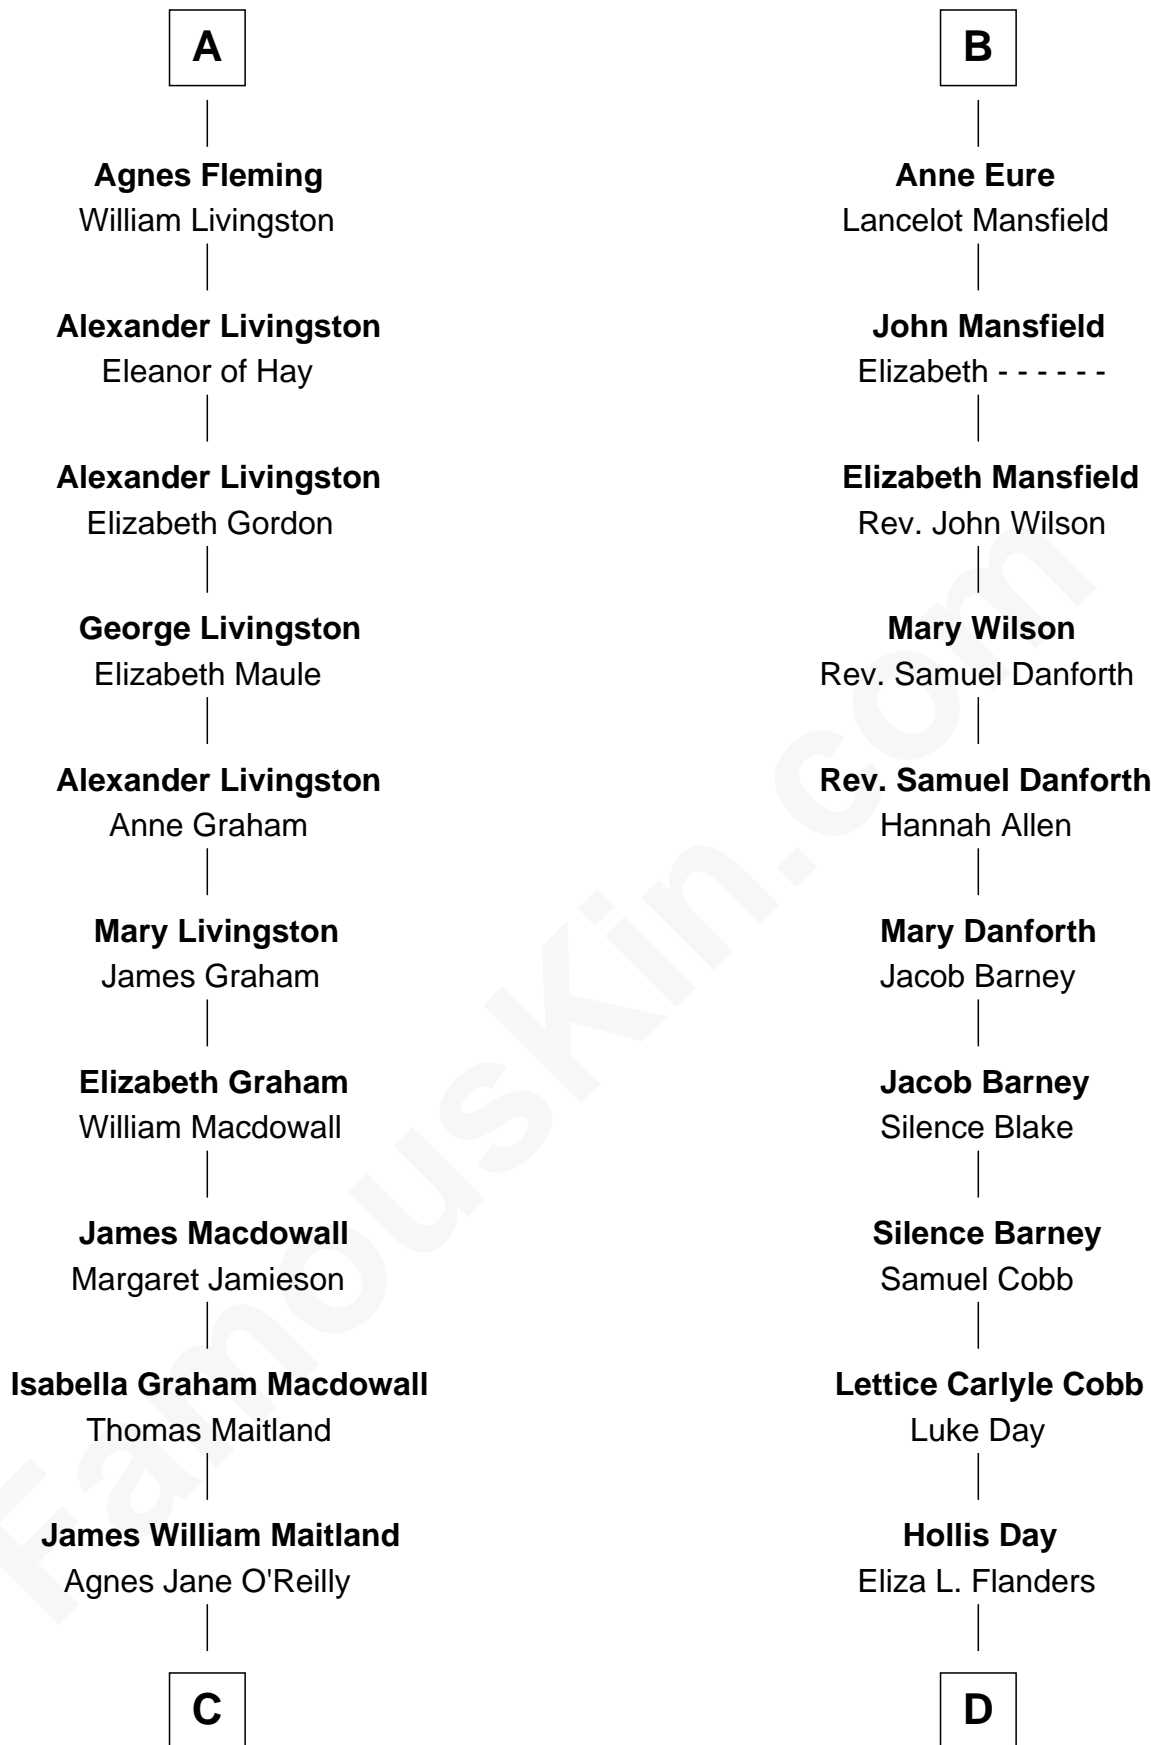 A
Agnes Fleming
William Livingston
Alexander Livingston
Eleanor of Hay
Alexander Livingston
Elizabeth Gordon
George Livingston
Elizabeth Maule
Alexander Livingston
Anne Graham
Mary Livingston
James Graham
Elizabeth Graham
William Macdowall
James Macdowall
Margaret Jamieson
Isabella Graham Macdowall
Thomas Maitland
James William Maitland
Agnes Jane O'Reilly
C
B
Anne Eure
Lancelot Mansfield
John Mansfield
Elizabeth - - - - - -
Elizabeth Mansfield
Rev. John Wilson
Mary Wilson
Rev. Samuel Danforth
Rev. Samuel Danforth
Hannah Allen
Mary Danforth
Jacob Barney
Jacob Barney
Silence Blake
Silence Barney
Samuel Cobb
Lettice Carlyle Cobb
Luke Day
Hollis Day
Eliza L. Flanders
D
FamousKin.com